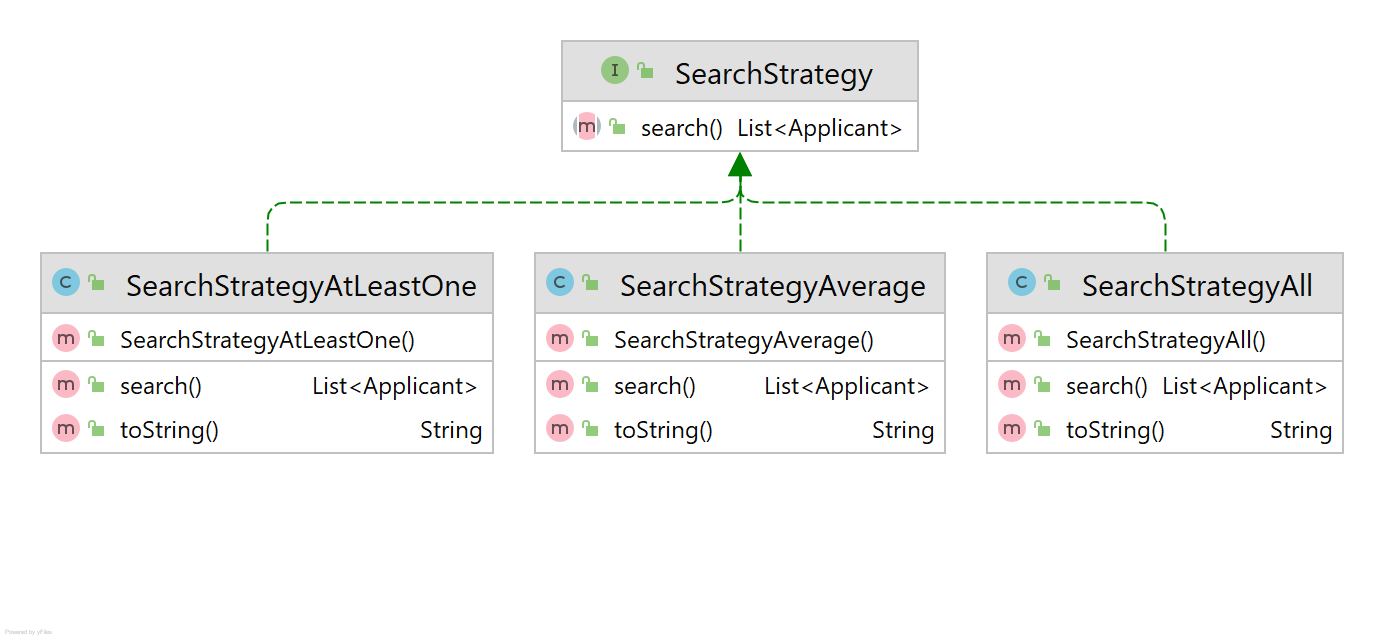 I SearchStrategy
m search() List<Applicant>
C SearchStrategyAtLeastOne
m SearchStrategyAtLeastOne()
m search() List<Applicant>
m toString() String
C SearchStrategyAverage
m SearchStrategyAverage()
m search() List<Applicant>
m toString() String
C SearchStrategyAll
m SearchStrategyAll()
m search() List<Applicant>
m toString() String
Powered by yFiles